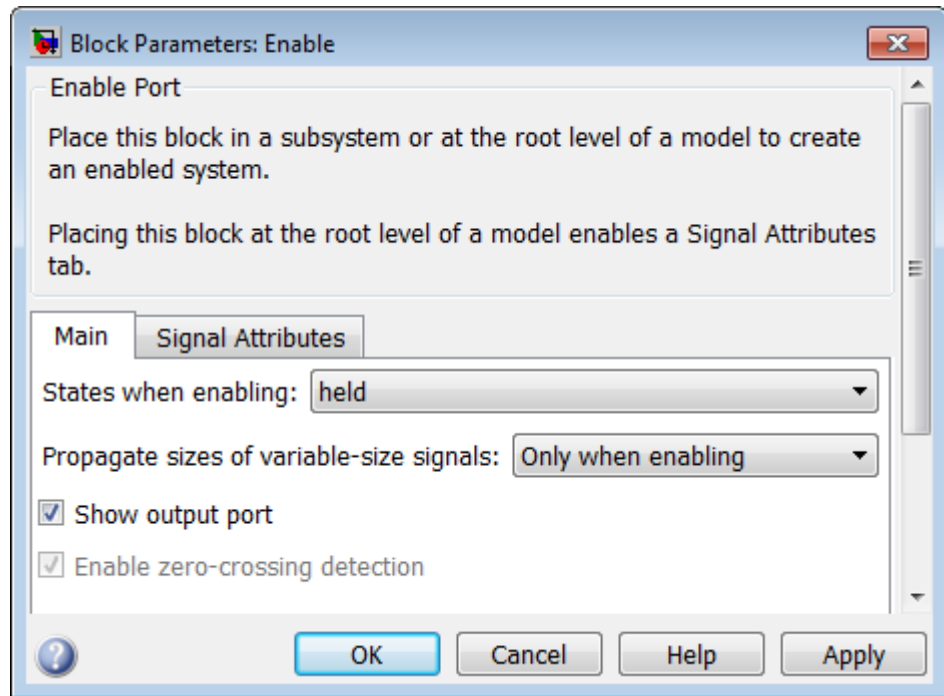 Block Parameters: Enable
Enable Port
Place this block in a subsystem or at the root level of a model to create
an enabled system.
Placing this block at the root level of a model enables a Signal Attributes
tab.
Main
Signal Attributes
States when enabling: held
Propagate sizes of variable-size signals: Only when enabling
Show output port
Enable zero-crossing detection
? OK Cancel Help Apply